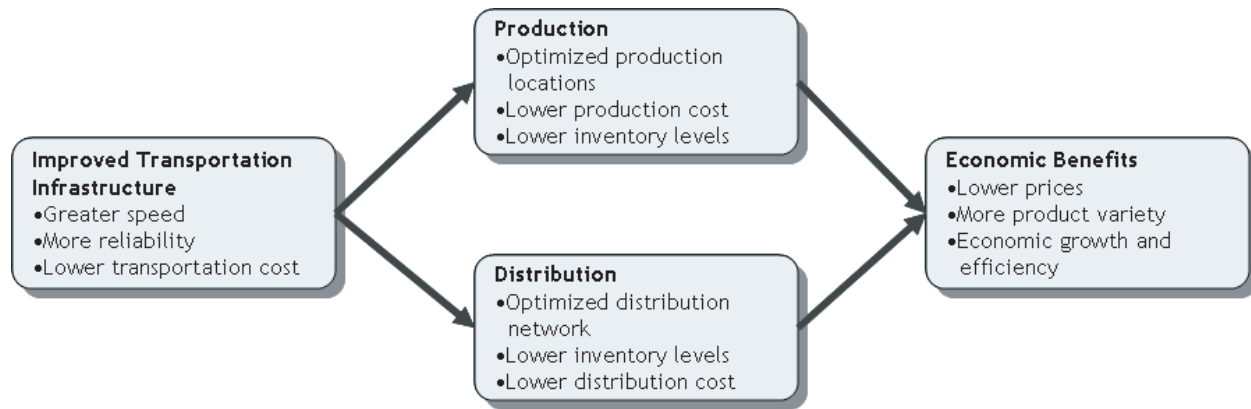 Improved Transportation
Infrastructure
•Greater speed
•More reliability
•Lower transportation cost
Production
•Optimized production
locations
•Lower production cost
•Lower inventory levels
Distribution
•Optimized distribution
network
•Lower inventory levels
•Lower distribution cost
Economic Benefits
•Lower prices
•More product variety
•Economic growth and
efficiency